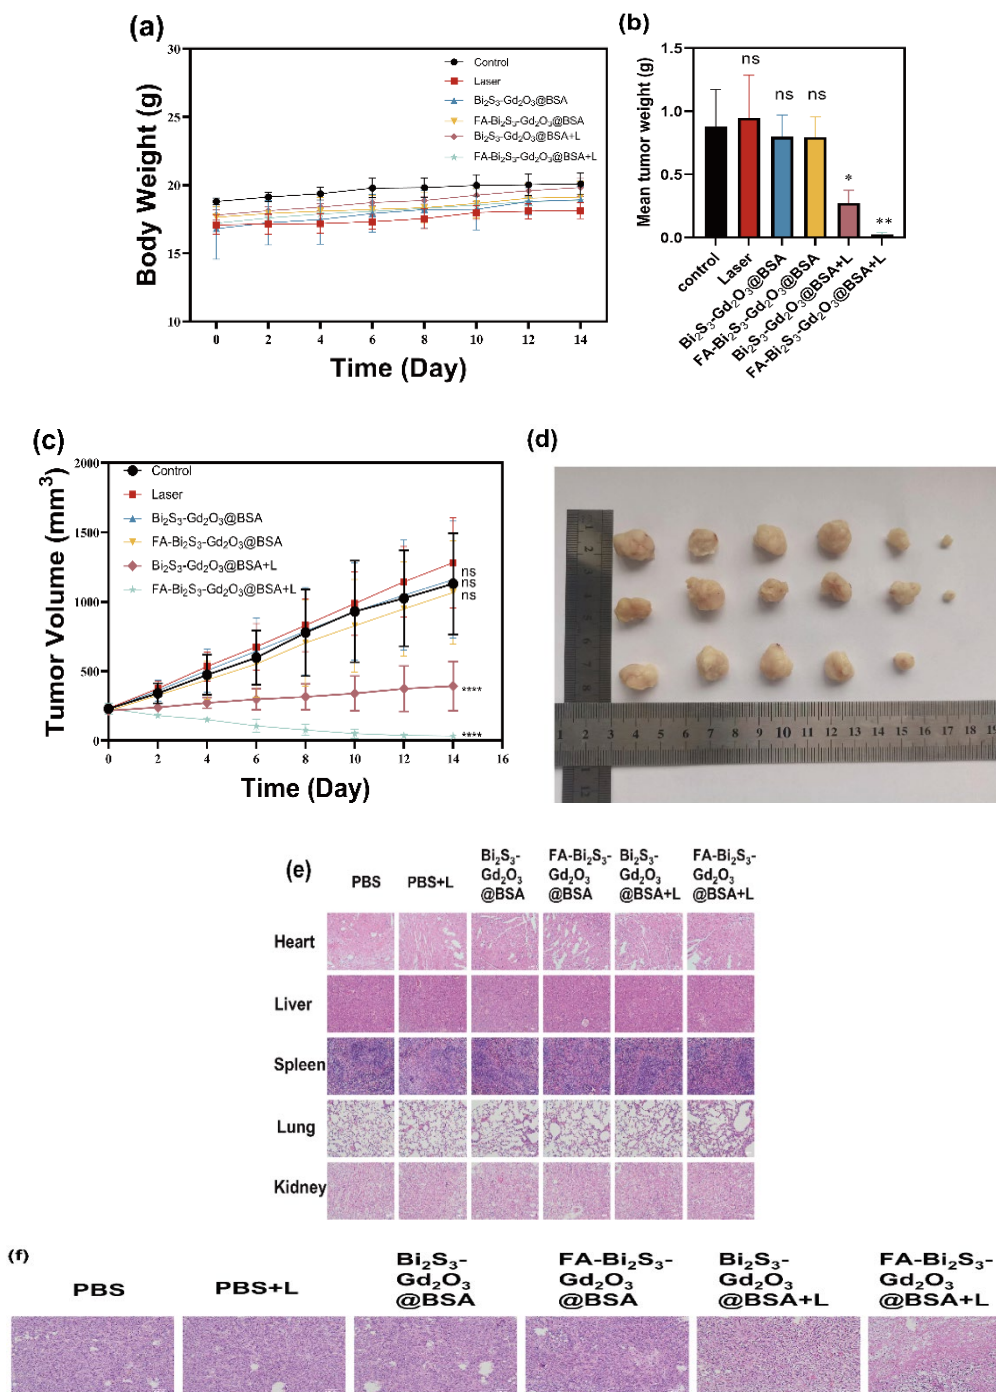 (a)
Body Weight (g)
30
25
20
15
10
Control
Laser
Bi₂S₃-Gd₂O₃@BSA
FA-Bi₂S₃-Gd₂O₃@BSA
Bi₂S₃-Gd₂O₃@BSA+L
FA-Bi₂S₃-Gd₂O₃@BSA+L
0 2 4 6 8 10 12 14
Time (Day)
(b)
Mean tumor weight (g)
1.5
1.0
0.5
0.0
ns
ns ns
*
**
control
Laser
Bi₂S₃-Gd₂O₃@BSA
FA-Bi₂S₃-Gd₂O₃@BSA
Bi₂S₃-Gd₂O₃@BSA+L
FA-Bi₂S₃-Gd₂O₃@BSA+L
(c)
Tumor Volume (mm³)
2000
1500
1000
500
0
Control
Laser
Bi₂S₃-Gd₂O₃@BSA
FA-Bi₂S₃-Gd₂O₃@BSA
Bi₂S₃-Gd₂O₃@BSA+L
FA-Bi₂S₃-Gd₂O₃@BSA+L
ns
ns
ns
****
****
0 2 4 6 8 10 12 14 16
Time (Day)
(d)
1 2 3 4 5 6 7 8 9 10 11 12 13 14 15 16 17 18 19
(e)
PBS
PBS+L
Bi₂S₃-
Gd₂O₃
@BSA
FA-Bi₂S₃-
Gd₂O₃
@BSA
Bi₂S₃-
Gd₂O₃
@BSA+L
FA-Bi₂S₃-
Gd₂O₃
@BSA+L
Heart
Liver
Spleen
Lung
Kidney
(f)
PBS
PBS+L
Bi₂S₃-
Gd₂O₃
@BSA
FA-Bi₂S₃-
Gd₂O₃
@BSA
Bi₂S₃-
Gd₂O₃
@BSA+L
FA-Bi₂S₃-
Gd₂O₃
@BSA+L